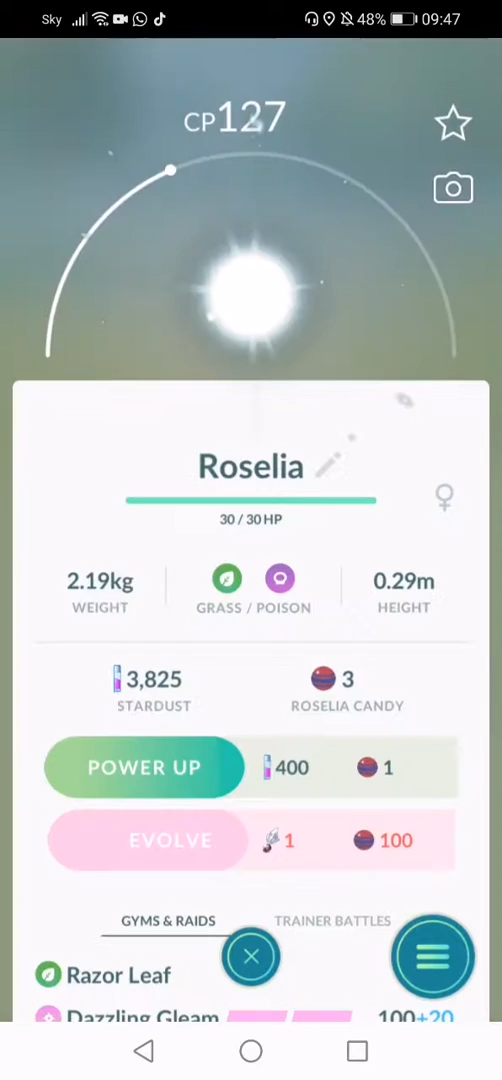 Sky 48% 09:47
CP127
Roselia
30 / 30 HP
2.19kg 0.29m
WEIGHT GRASS / POISON HEIGHT
3,825 3
STARDUST ROSELIA CANDY
POWER UP 400 1
EVOLVE 1 100
GYMS & RAIDS TRAINER BATTLES
Razor Leaf
Dazzling Gleam 100+20